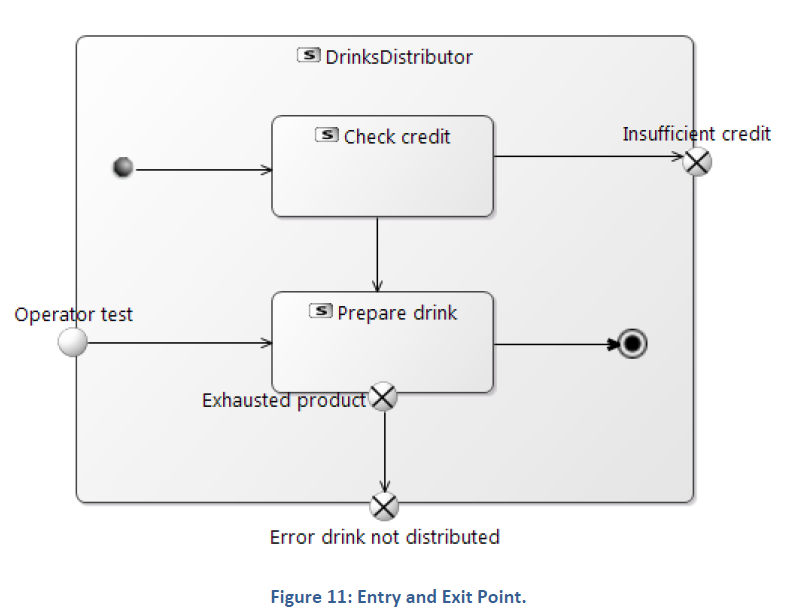 S DrinksDistributor
S Check credit
Insufficient credit
Operator test
S Prepare drink
Exhausted product
Error drink not distributed
Figure 11: Entry and Exit Point.